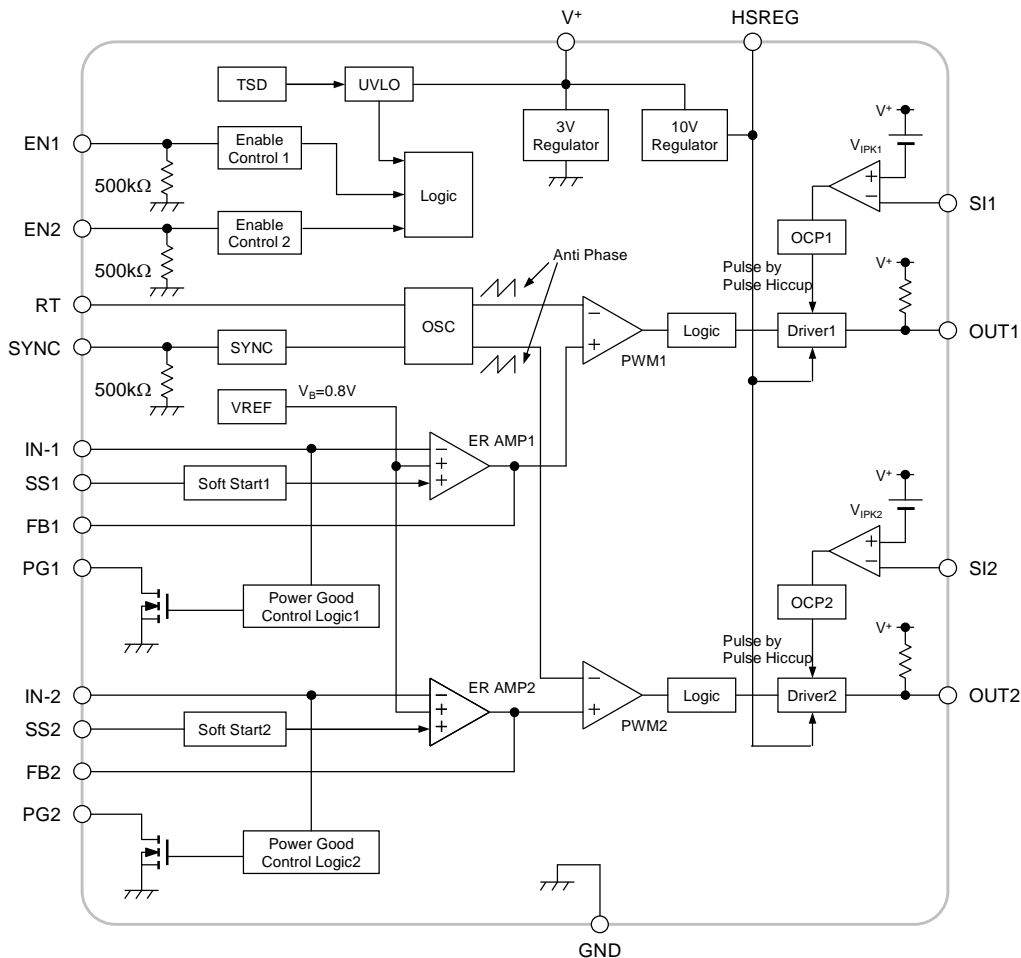 V+
HSREG
TSD
UVLO
3V
Regulator
10V
Regulator
V+
VIPK1
EN1
Enable
Control 1
500kΩ
Logic
SI1
EN2
Enable
Control 2
OCP1
500kΩ
Anti Phase
Pulse by
Pulse Hiccup
V+
RT
OSC
PWM1
Logic
Driver1
OUT1
SYNC
SYNC
500kΩ
VREF
VB=0.8V
IN-1
ER AMP1
SS1
Soft Start1
FB1
V+
VIPK2
PG1
Power Good
Control Logic1
SI2
OCP2
Pulse by
Pulse Hiccup
V+
IN-2
ER AMP2
PWM2
Logic
Driver2
OUT2
SS2
Soft Start2
FB2
PG2
Power Good
Control Logic2
GND